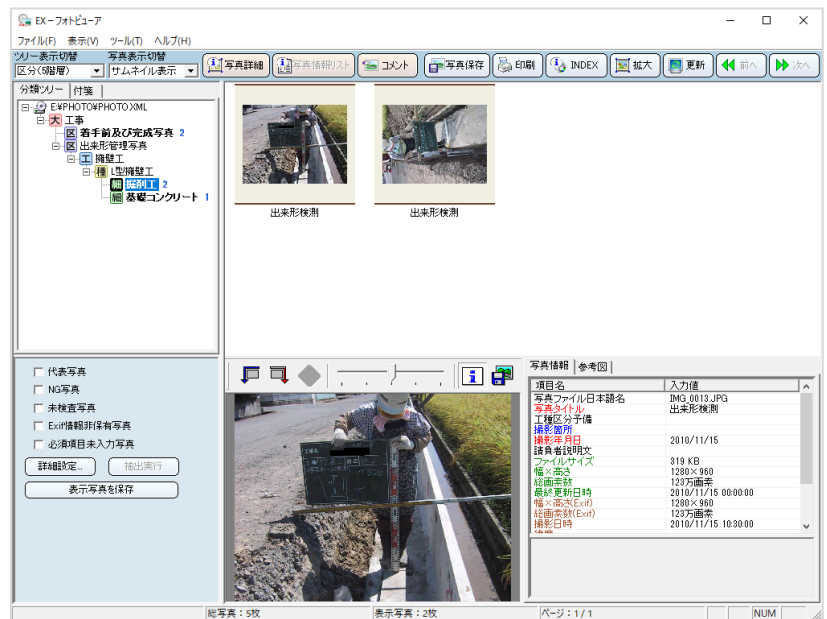 EX-フォトビューア
ファイル(F) 表示(V) ツール(T) ヘルプ(H)
ツリー表示切替 写真表示切替
区分(5階層) サムネイル表示 写真詳細 写真情報リスト コメント 写真保存 印刷 INDEX 拡大 更新 前へ 次へ
分類ツリー 付箋
E:¥PHOTO¥PHOTO.XML
大 工事
区 着手前及び完成写真 2
区 出来形管理写真
工 擁壁工
種 L型擁壁工
細 掘削工 2
細 基礎コンクリート 1
出来形検測 出来形検測
代表写真
NG写真
未検査写真
Exif情報非保有写真
必須項目未入力写真
詳細設定.. 抽出実行
表示写真を保存
写真情報 参考図
項目名 入力値
写真ファイル日本語名 IMG_0013.JPG
写真タイトル 出来形検測
工種区分予備
撮影箇所
撮影年月日 2010/11/15
請負者説明文
ファイルサイズ 319 KB
幅×高さ 1280×960
総画素数 123万画素
最終更新日時 2010/11/15 00:00:00
幅×高さ(Exif) 1280×960
総画素数(Exif) 123万画素
撮影日時 2010/11/15 10:30:00
総写真:5枚 表示写真:2枚 ページ:1/1 NUM